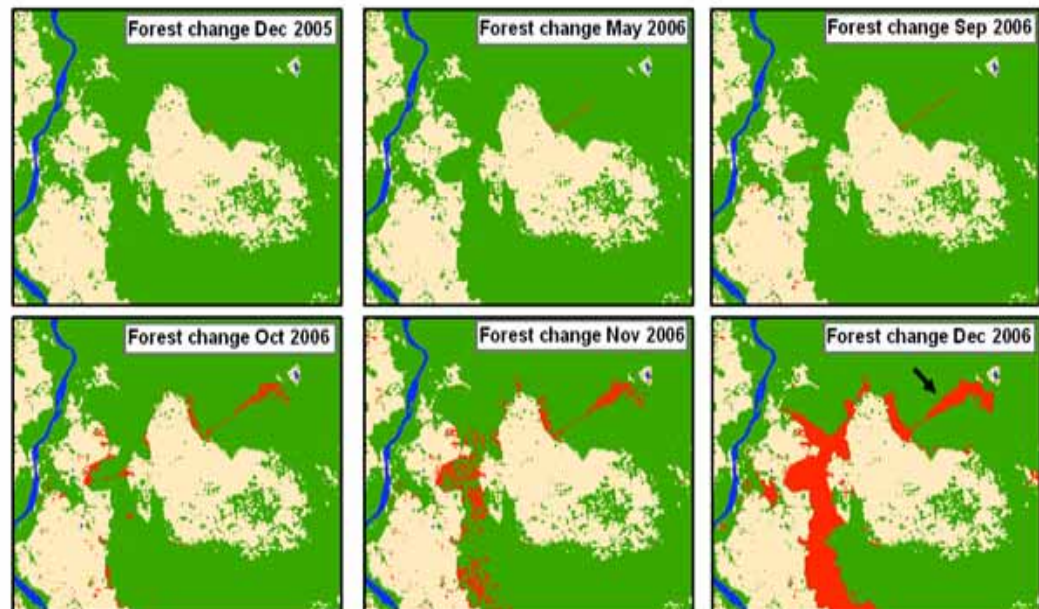 Forest change Dec 2005
Forest change May 2006
Forest change Sep 2006
Forest change Oct 2006
Forest change Nov 2006
Forest change Dec 2006